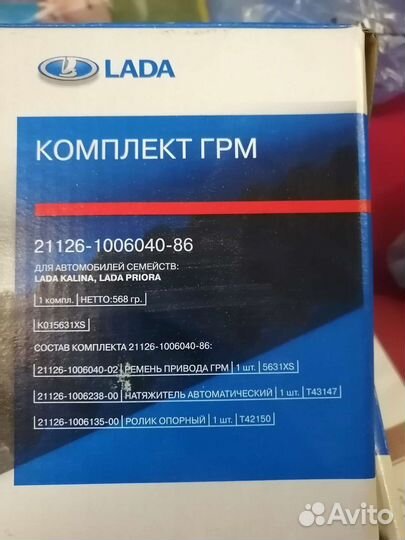 LADA
КОМПЛЕКТ ГРМ
21126-1006040-86
ДЛЯ АВТОМОБИЛЕЙ СЕМЕЙСТВ:
LADA KALINA, LADA PRIORA
1 компл. НЕТТО:568 гр.
K015631XS
СОСТАВ КОМПЛЕКТА 21126-1006040-86:
21126-1006040-02 РЕМЕНЬ ПРИВОДА ГРМ 1 шт. 5631XS
21126-1006238-00 НАТЯЖИТЕЛЬ АВТОМАТИЧЕСКИЙ 1 шт. T43147
21126-1006135-00 РОЛИК ОПОРНЫЙ 1 шт. T42150
Avito